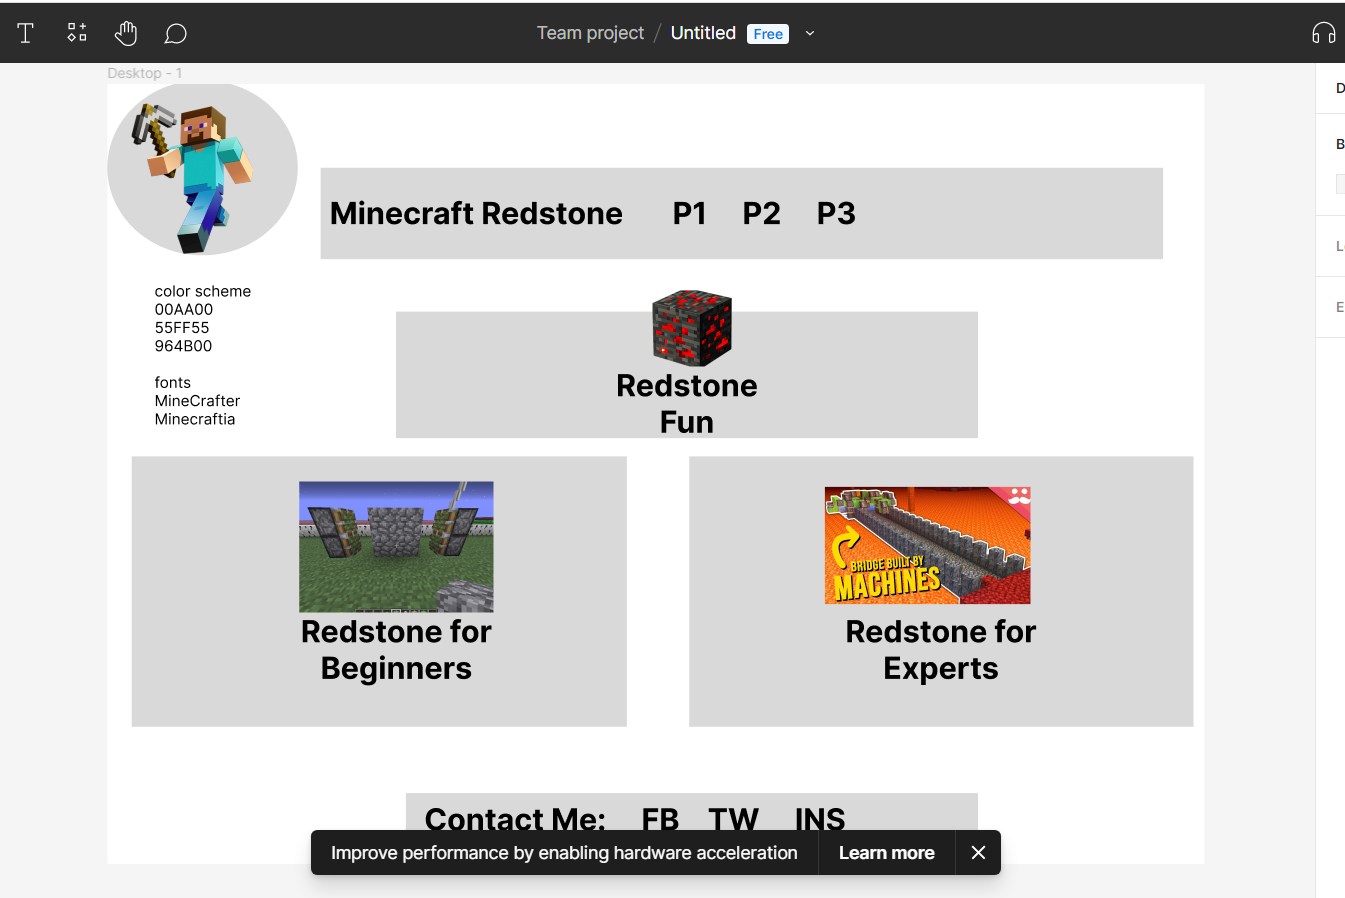 Team project / Untitled Free
Desktop - 1
D
Minecraft Redstone P1 P2 P3
B
L
E
color scheme
00AA00
55FF55
964B00
fonts
MineCrafter
Minecraftia
Redstone
Fun
BRIDGE BUILT BY
MACHINES
Redstone for
Beginners
Redstone for
Experts
Contact Me: FB TW INS
Improve performance by enabling hardware acceleration Learn more